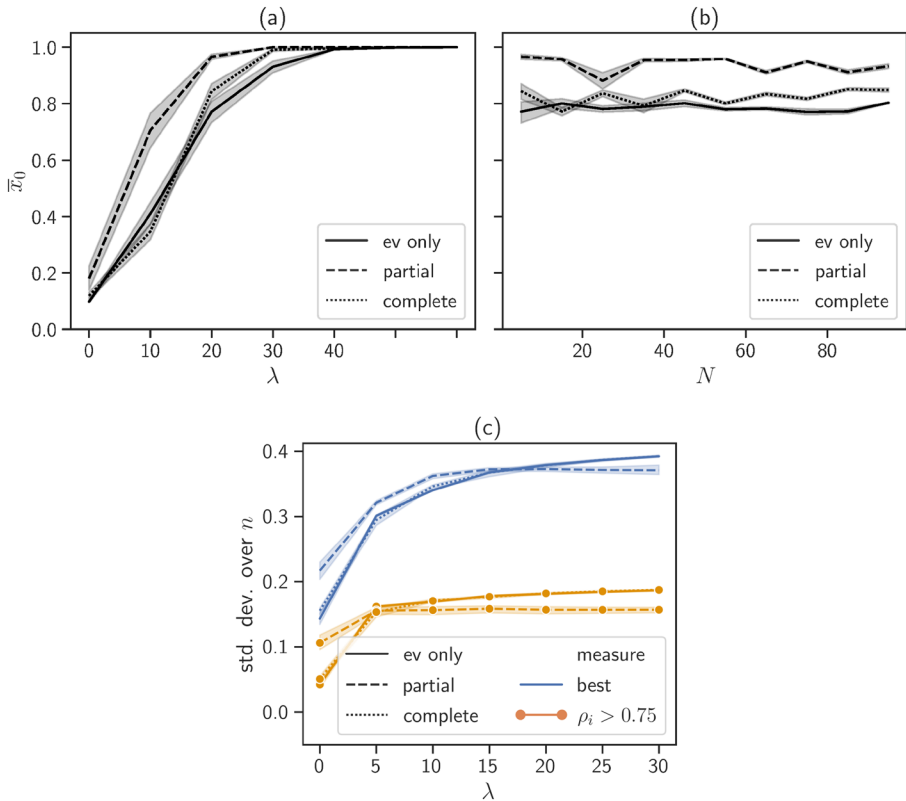 (a)
1.0
0.8
0.6
0.4
0.2
0.0
x̄₀
0 10 20 30 40
λ
ev only
partial
complete
(b)
20 40 60 80
N
ev only
partial
complete
(c)
0.4
0.3
0.2
0.1
0.0
std. dev. over n
0 5 10 15 20 25 30
λ
ev only
partial
complete
measure
best
ρᵢ > 0.75